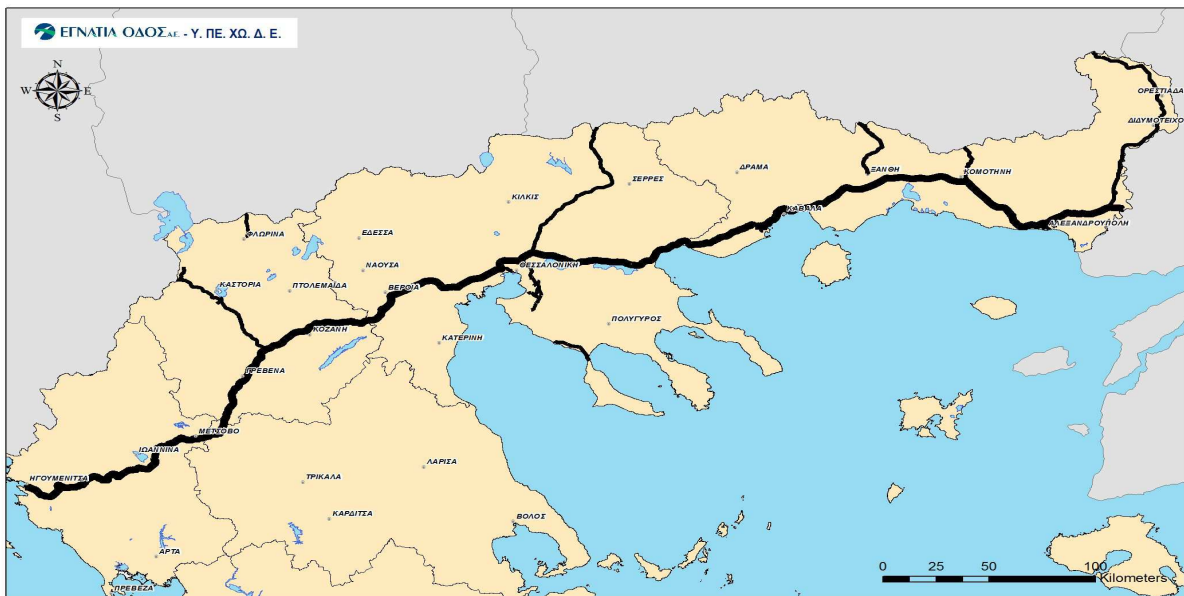 ΕΓΝΑΤΙΑ ΟΔΟΣ Α.Ε. - Υ. ΠΕ. ΧΩ. Δ. Ε.
N
W E
S
ΟΡΕΣΤΙΑΔΑ
ΔΙΔΥΜΟΤΕΙΧΟ
ΔΡΑΜΑ
ΞΑΝΘΗ
ΚΟΜΟΤΗΝΗ
ΣΕΡΡΕΣ
ΚΙΛΚΙΣ
ΚΑΒΑΛΑ
ΑΛΕΞΑΝΔΡΟΥΠΟΛΗ
ΦΛΩΡΙΝΑ
ΕΔΕΣΣΑ
ΝΑΟΥΣΑ
ΘΕΣΣΑΛΟΝΙΚΗ
ΚΑΣΤΟΡΙΑ
ΠΤΟΛΕΜΑΪΔΑ
ΒΕΡΟΙΑ
ΠΟΛΥΓΥΡΟΣ
ΚΟΖΑΝΗ
ΚΑΤΕΡΙΝΗ
ΓΡΕΒΕΝΑ
ΜΕΤΣΟΒΟ
ΙΩΑΝΝΙΝΑ
ΛΑΡΙΣΑ
ΗΓΟΥΜΕΝΙΤΣΑ
ΤΡΙΚΑΛΑ
ΚΑΡΔΙΤΣΑ
ΒΟΛΟΣ
ΑΡΤΑ
ΠΡΕΒΕΖΑ
0 25 50 100
Kilometers